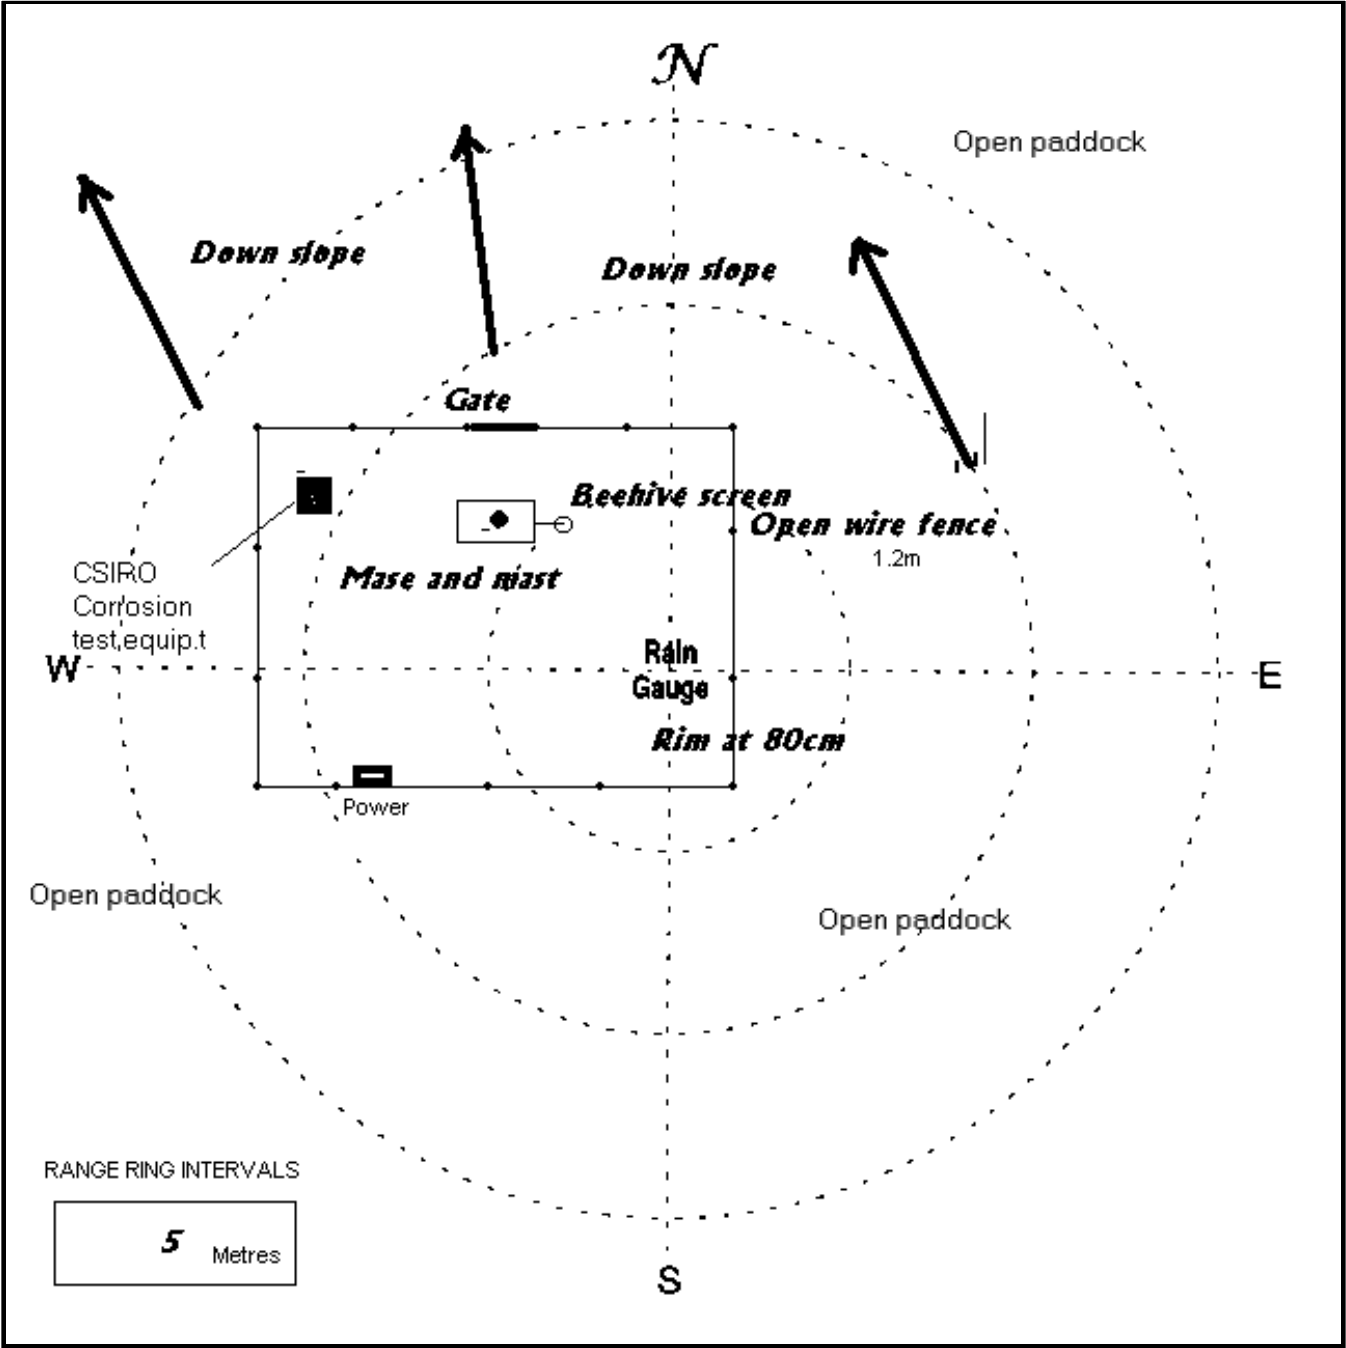 N
Open paddock
Down slope
Down slope
Gate
Beehive screen
Open wire fence
1.2m
Mase and mast
CSIRO
Corrosion
test,equip.t
W
Rain
Gauge
E
Rim at 80cm
Power
Open paddock
Open paddock
RANGE RING INTERVALS
5 Metres
S